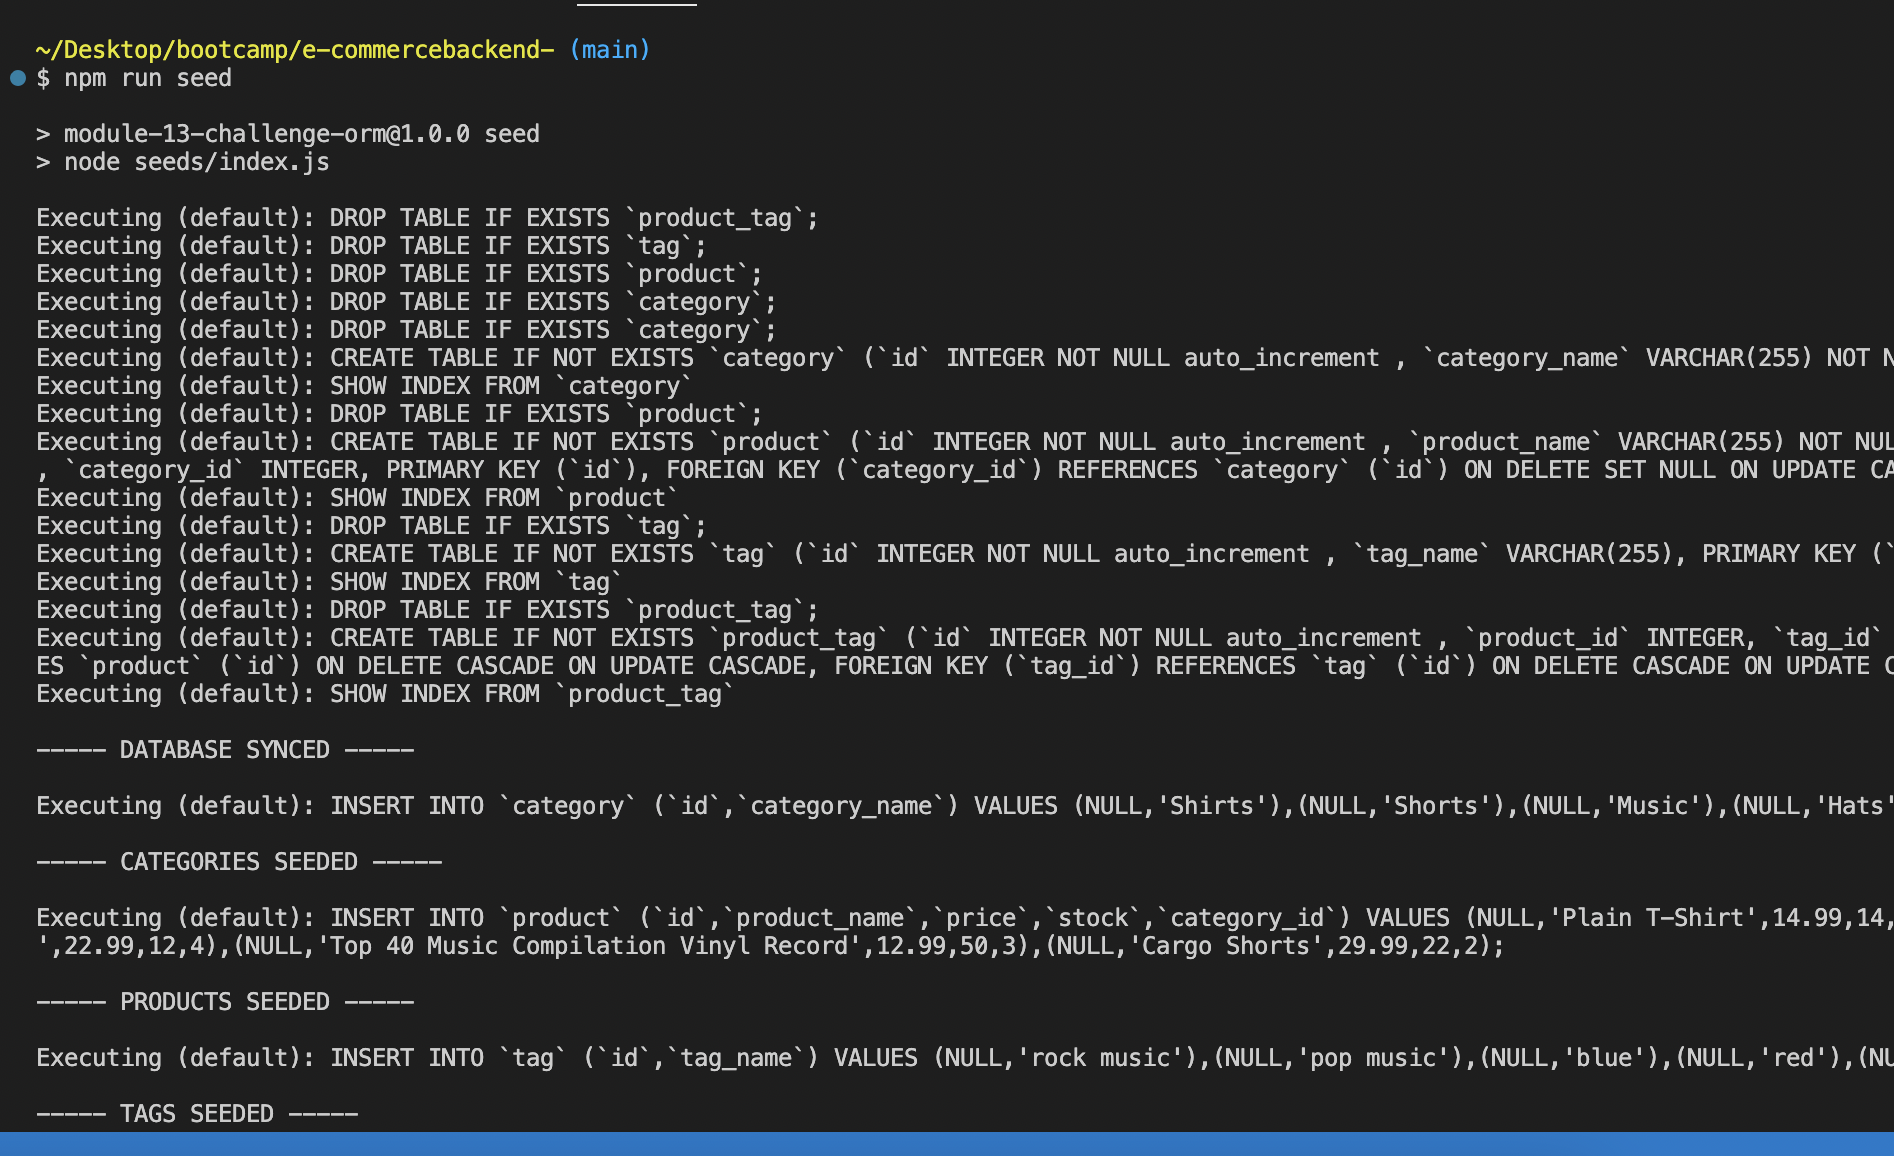 ~/Desktop/bootcamp/e-commercebackend- (main)
$ npm run seed
> module-13-challenge-orm@1.0.0 seed
> node seeds/index.js
Executing (default): DROP TABLE IF EXISTS `product_tag`;
Executing (default): DROP TABLE IF EXISTS `tag`;
Executing (default): DROP TABLE IF EXISTS `product`;
Executing (default): DROP TABLE IF EXISTS `category`;
Executing (default): DROP TABLE IF EXISTS `category`;
Executing (default): CREATE TABLE IF NOT EXISTS `category` (`id` INTEGER NOT NULL auto_increment , `category_name` VARCHAR(255) NOT N
Executing (default): SHOW INDEX FROM `category`
Executing (default): DROP TABLE IF EXISTS `product`;
Executing (default): CREATE TABLE IF NOT EXISTS `product` (`id` INTEGER NOT NULL auto_increment , `product_name` VARCHAR(255) NOT NUL
, `category_id` INTEGER, PRIMARY KEY (`id`), FOREIGN KEY (`category_id`) REFERENCES `category` (`id`) ON DELETE SET NULL ON UPDATE CA
Executing (default): SHOW INDEX FROM `product`
Executing (default): DROP TABLE IF EXISTS `tag`;
Executing (default): CREATE TABLE IF NOT EXISTS `tag` (`id` INTEGER NOT NULL auto_increment , `tag_name` VARCHAR(255), PRIMARY KEY (`
Executing (default): SHOW INDEX FROM `tag`
Executing (default): DROP TABLE IF EXISTS `product_tag`;
Executing (default): CREATE TABLE IF NOT EXISTS `product_tag` (`id` INTEGER NOT NULL auto_increment , `product_id` INTEGER, `tag_id`
ES `product` (`id`) ON DELETE CASCADE ON UPDATE CASCADE, FOREIGN KEY (`tag_id`) REFERENCES `tag` (`id`) ON DELETE CASCADE ON UPDATE C
Executing (default): SHOW INDEX FROM `product_tag`
----- DATABASE SYNCED -----
Executing (default): INSERT INTO `category` (`id`,`category_name`) VALUES (NULL,'Shirts'),(NULL,'Shorts'),(NULL,'Music'),(NULL,'Hats'
----- CATEGORIES SEEDED -----
Executing (default): INSERT INTO `product` (`id`,`product_name`,`price`,`stock`,`category_id`) VALUES (NULL,'Plain T-Shirt',14.99,14,
',22.99,12,4),(NULL,'Top 40 Music Compilation Vinyl Record',12.99,50,3),(NULL,'Cargo Shorts',29.99,22,2);
----- PRODUCTS SEEDED -----
Executing (default): INSERT INTO `tag` (`id`,`tag_name`) VALUES (NULL,'rock music'),(NULL,'pop music'),(NULL,'blue'),(NULL,'red'),(NU
----- TAGS SEEDED -----